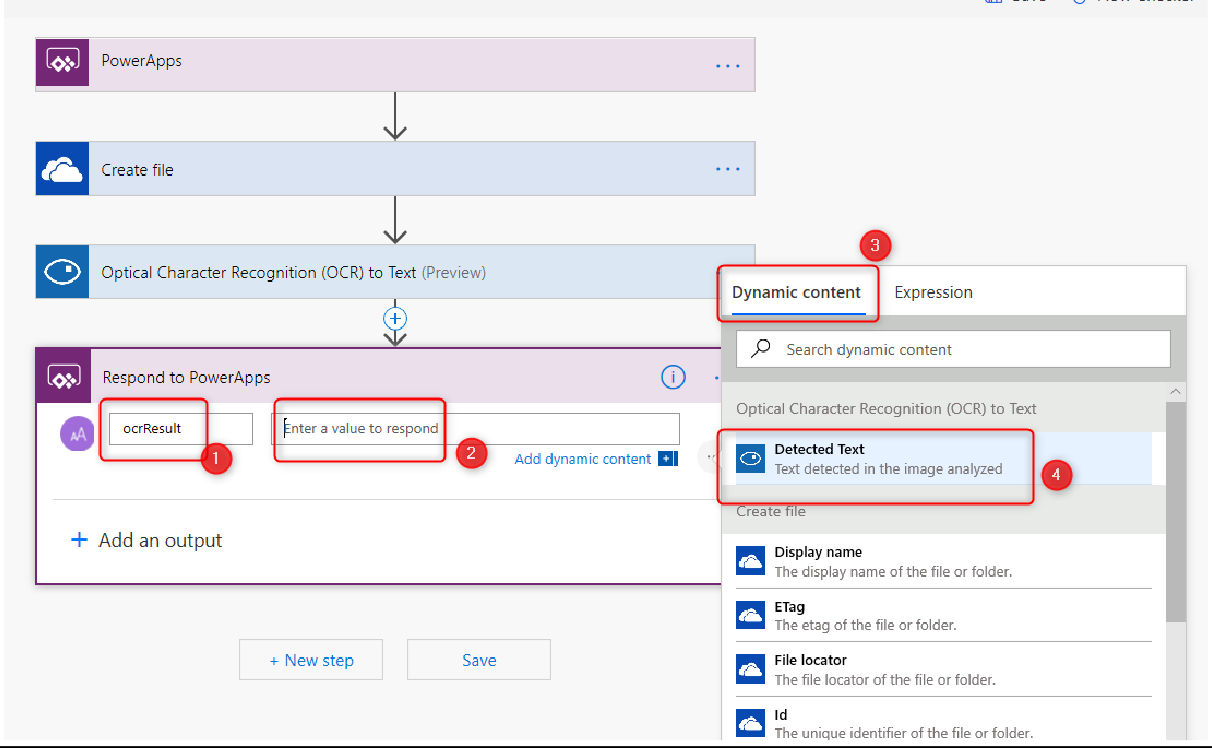 PowerApps
...
Create file
...
Optical Character Recognition (OCR) to Text (Preview)
Respond to PowerApps
i
AA
ocrResult
1
Enter a value to respond
2
Add dynamic content +
+ Add an output
+ New step
Save
3
Dynamic content
Expression
Search dynamic content
Optical Character Recognition (OCR) to Text
Detected Text
Text detected in the image analyzed
4
Create file
Display name
The display name of the file or folder.
ETag
The etag of the file or folder.
File locator
The file locator of the file or folder.
Id
The unique identifier of the file or folder.